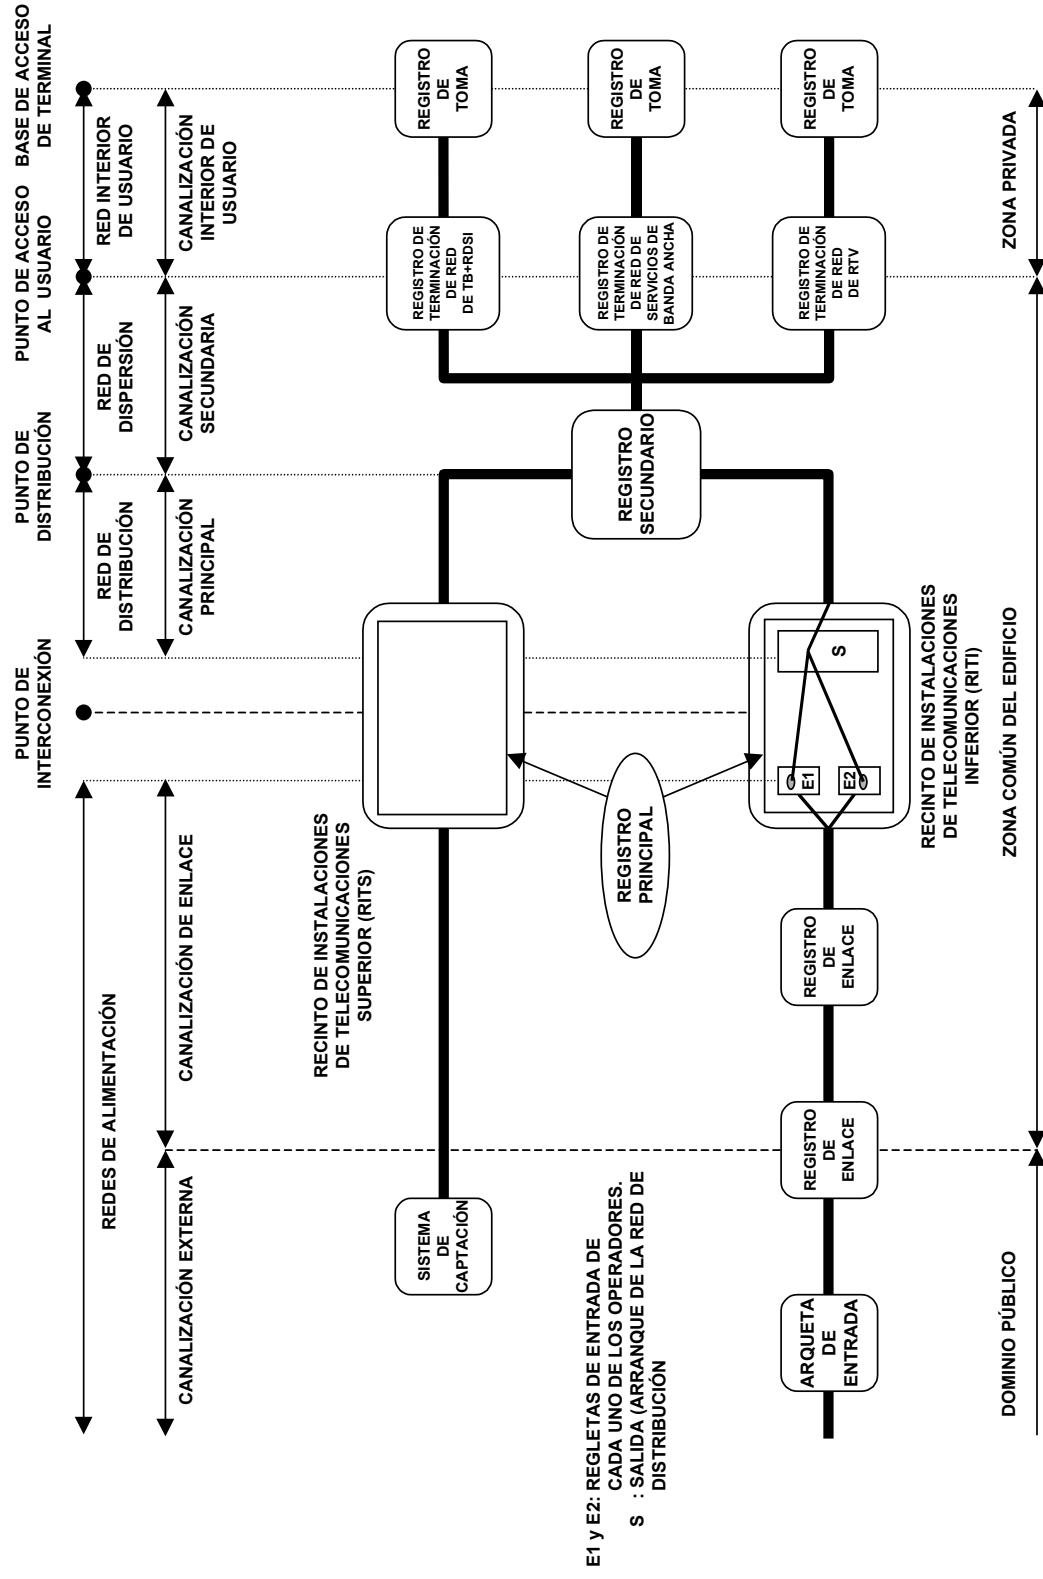 PUNTO DE
INTERCONEXIÓN
PUNTO DE
DISTRIBUCIÓN
PUNTO DE ACCESO
AL USUARIO
BASE DE ACCESO
DE TERMINAL
REDES DE ALIMENTACIÓN
RED DE
DISTRIBUCIÓN
RED DE
DISPERSIÓN
RED INTERIOR
DE USUARIO
CANALIZACIÓN EXTERNA
CANALIZACIÓN DE ENLACE
CANALIZACIÓN
PRINCIPAL
CANALIZACIÓN
SECUNDARIA
CANALIZACIÓN
INTERIOR DE
USUARIO
RECINTO DE INSTALACIONES
DE TELECOMUNICACIONES
SUPERIOR (RITS)
SISTEMA
DE
CAPTACIÓN
REGISTRO DE
TERMINACIÓN
DE RED
DE TB+RDSI
REGISTRO
DE
TOMA
REGISTRO
PRINCIPAL
REGISTRO
SECUNDARIO
REGISTRO DE
TERMINACIÓN
DE RED DE
SERVICIOS DE
BANDA ANCHA
REGISTRO
DE
TOMA
E1 y E2: REGLETAS DE ENTRADA DE
CADA UNO DE LOS OPERADORES.
S : SALIDA (ARRANQUE DE LA RED DE
DISTRIBUCIÓN
ARQUETA
DE
ENTRADA
REGISTRO
DE
ENLACE
REGISTRO
DE
ENLACE
E1
E2
S
REGISTRO DE
TERMINACIÓN
DE RED
DE RTV
REGISTRO
DE
TOMA
RECINTO DE INSTALACIONES
DE TELECOMUNICACIONES
INFERIOR (RITI)
DOMINIO PÚBLICO
ZONA COMÚN DEL EDIFICIO
ZONA PRIVADA